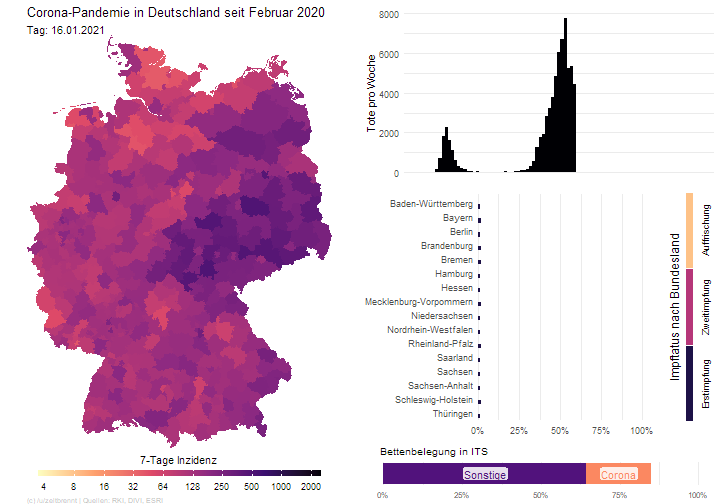 Corona-Pandemie in Deutschland seit Februar 2020
Tag: 16.01.2021
7-Tage Inzidenz
4 8 16 32 64 128 250 500 1000 2000
(c) /u/zeitboremt | Quellen: RKI, DIVI, ESRI
Tote pro Woche
8000
6000
4000
2000
0
Baden-Württemberg
Bayern
Berlin
Brandenburg
Bremen
Hamburg
Hessen
Mecklenburg-Vorpommern
Niedersachsen
Nordrhein-Westfalen
Rheinland-Pfalz
Saarland
Sachsen
Sachsen-Anhalt
Schleswig-Holstein
Thüringen
0% 25% 50% 75% 100%
Impfstatus nach Bundesland
Auffrischung
Zweitimpfung
Erstimpfung
Bettenbelegung in ITS
Sonstige
Corona
0% 25% 50% 75% 100%